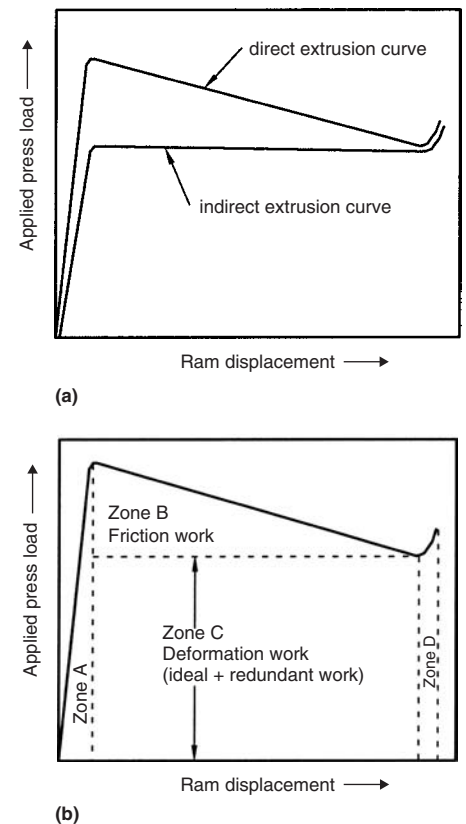 direct extrusion curve
indirect extrusion curve
Applied press load
Ram displacement
(a)
Zone B
Friction work
Zone C
Deformation work
(ideal + redundant work)
Zone A
Zone D
Applied press load
Ram displacement
(b)